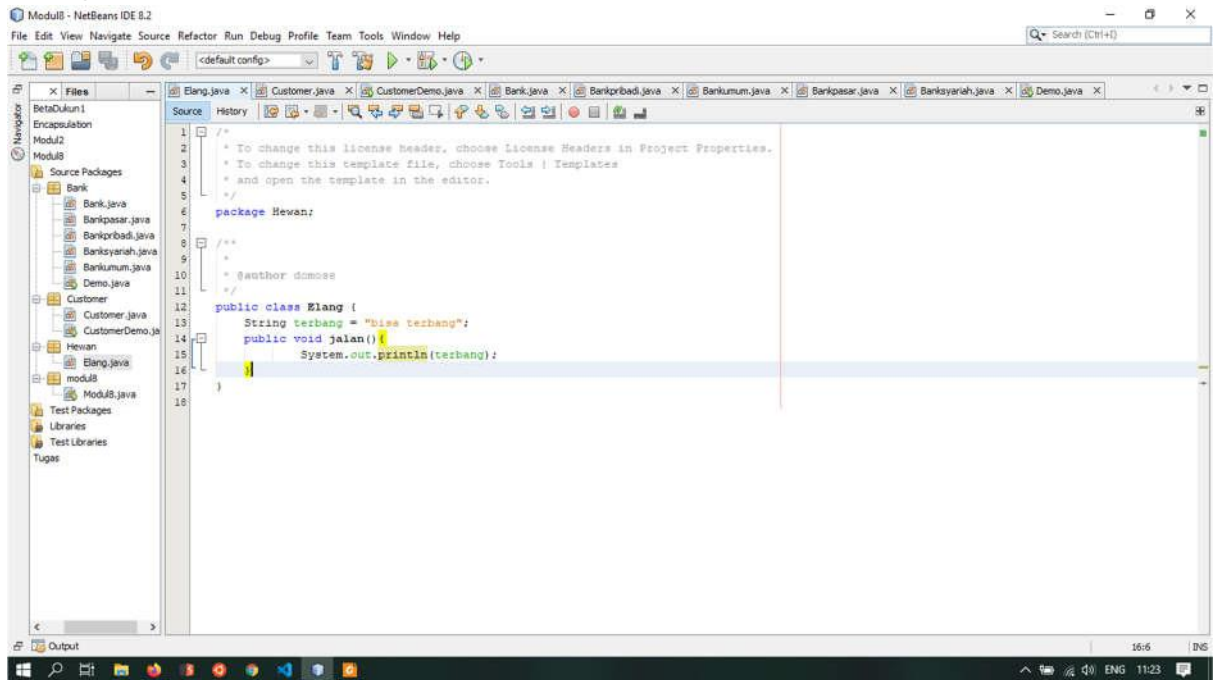 Modul8 - NetBeans IDE 8.2
File Edit View Navigate Source Refactor Run Debug Profile Team Tools Window Help
Search (Ctrl+I)
<default config>
Files
Navigator
BetaDukun1
Encapsulation
Modul2
Modul8
Source Packages
Bank
Bank.java
Bankpasar.java
Bankpribadi.java
Banksyariah.java
Bankumum.java
Demo.java
Customer
Customer.java
CustomerDemo.ja
Hewan
Elang.java
modul8
Modul8.java
Test Packages
Libraries
Test Libraries
Tugas
Elang.java Customer.java CustomerDemo.java Bank.java Bankpribadi.java Bankumum.java Bankpasar.java Banksyariah.java Demo.java
Source History
1 /*
2 * To change this license header, choose License Headers in Project Properties.
3 * To change this template file, choose Tools | Templates
4 * and open the template in the editor.
5 */
6 package Hewan;
7
8 /**
9 *
10 * @author domose
11 */
12 public class Elang {
13 String terbang = "bisa terbang";
14 public void jalan(){
15 System.out.println(terbang);
16 }
17 }
18
Output
16:6 INS
ENG 11:23